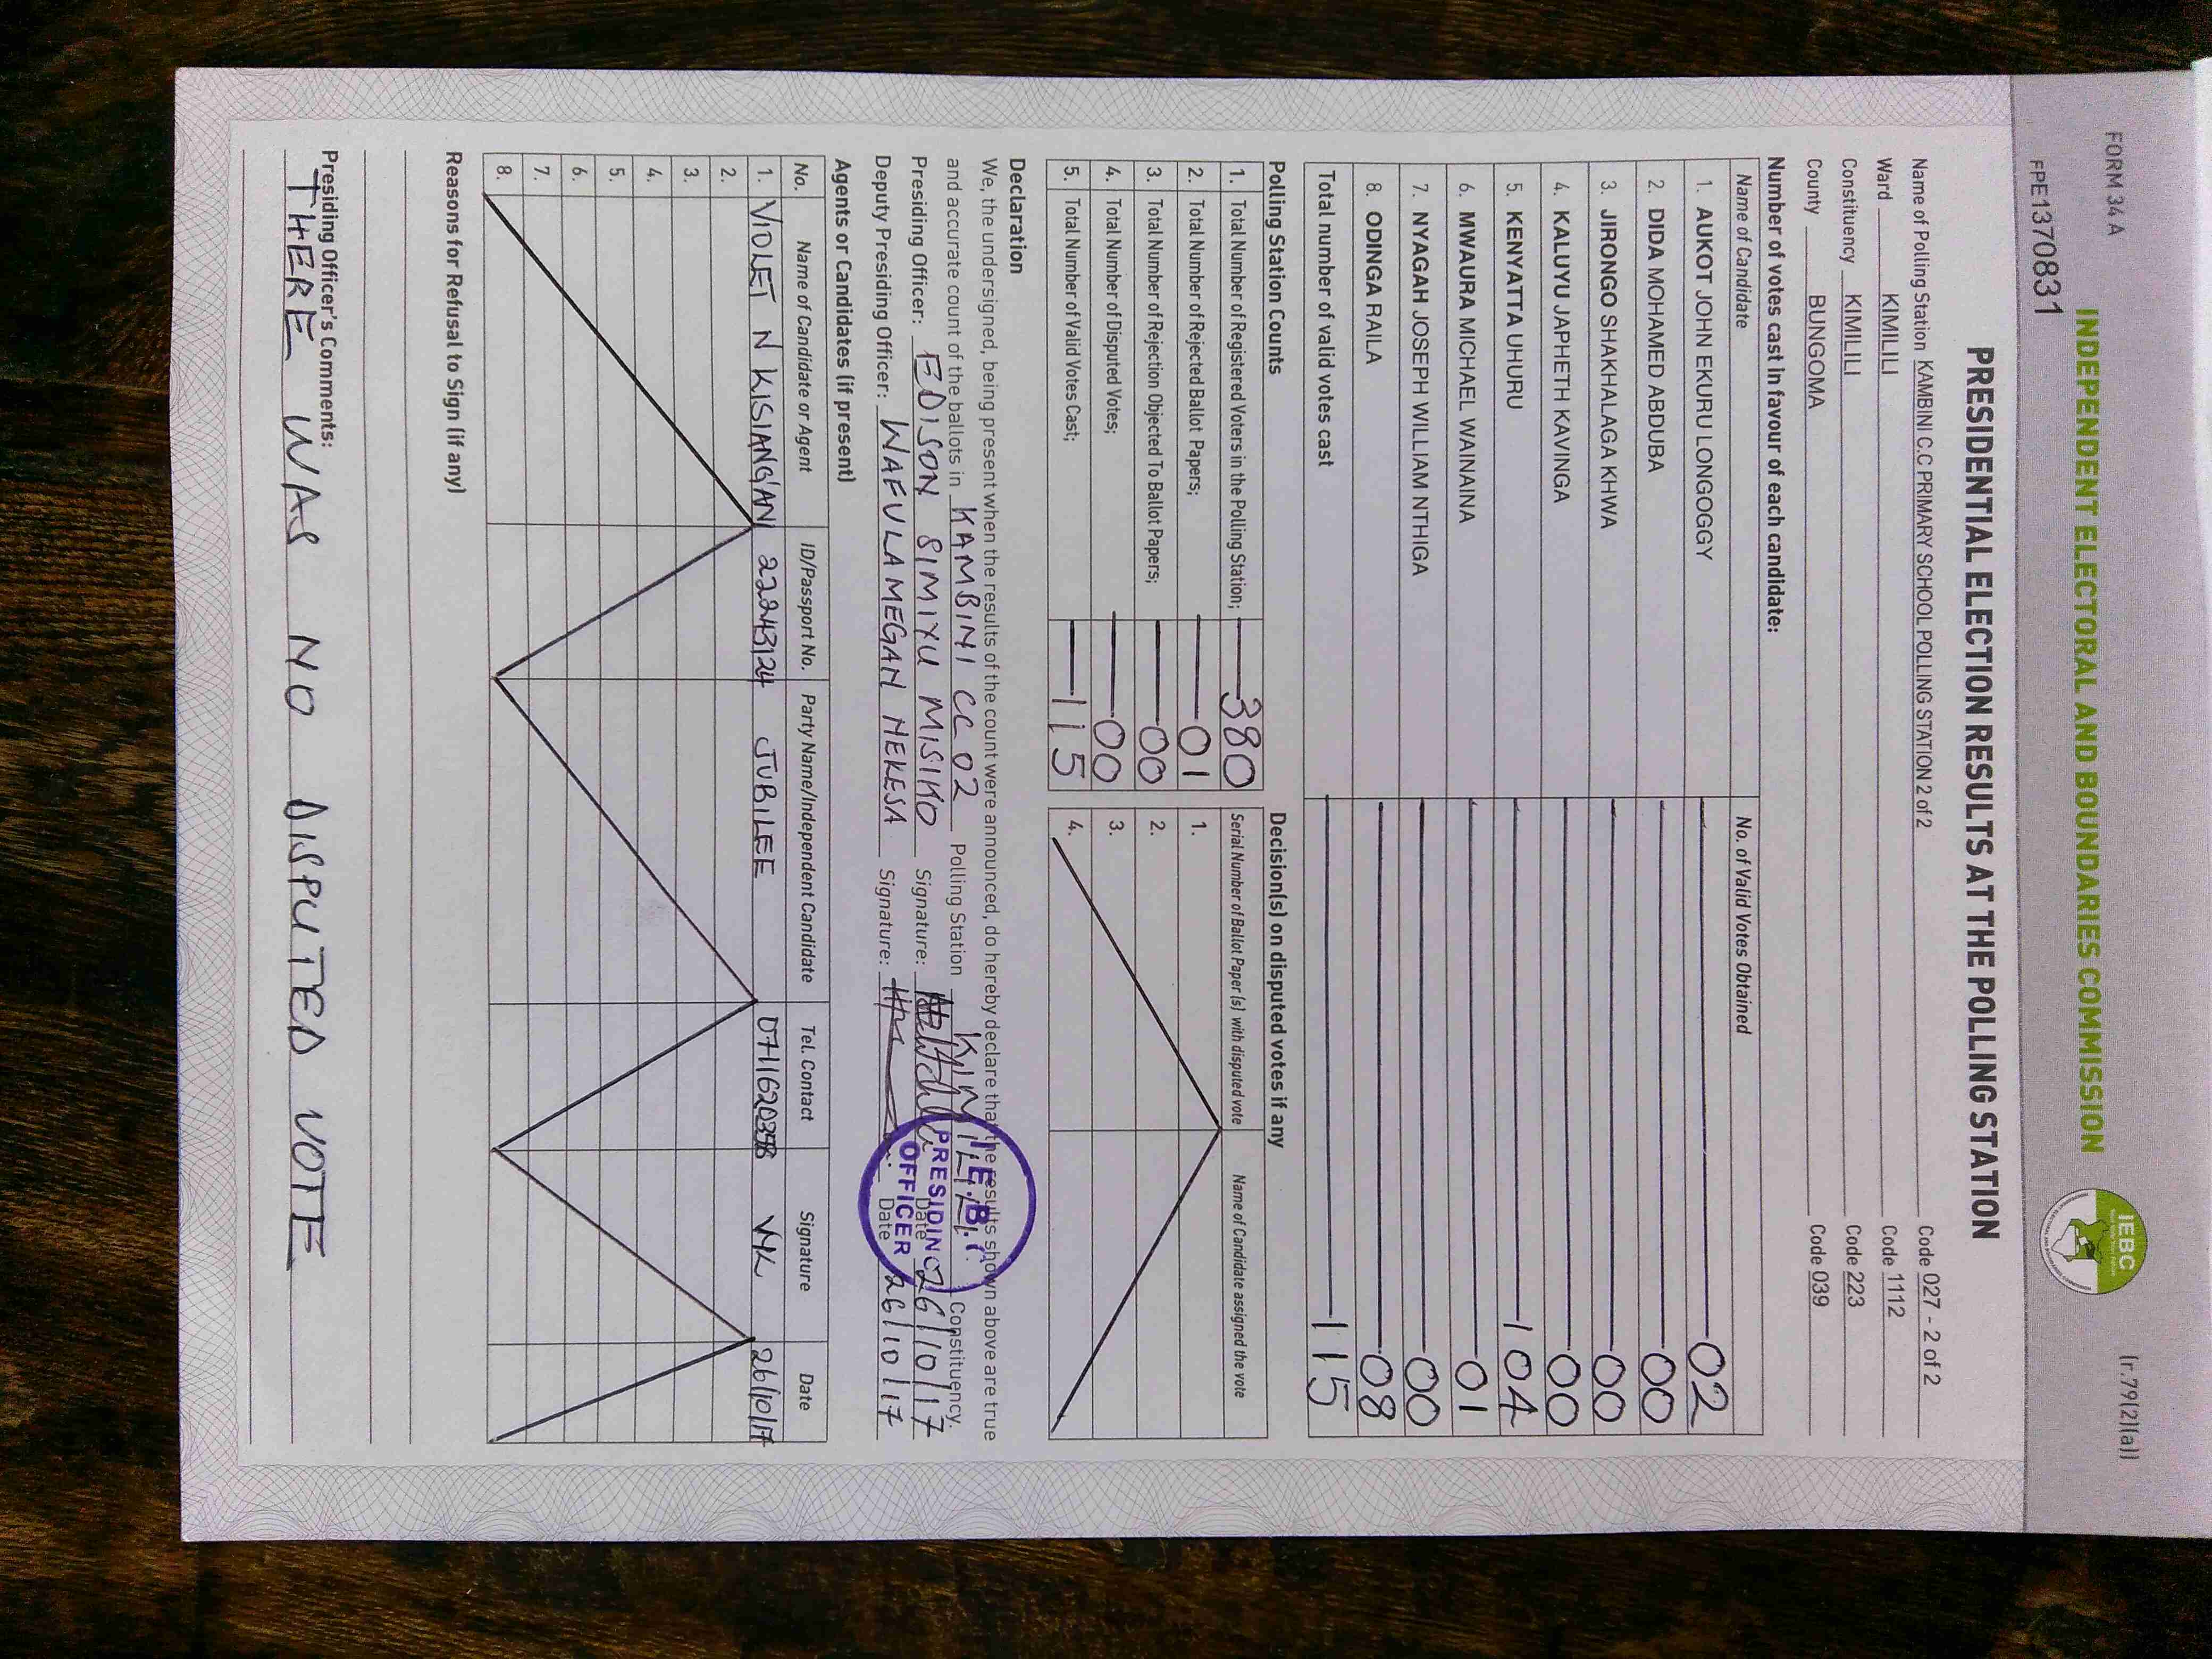 FORM 34 A
(r.79(2)(a))
INDEPENDENT ELECTORAL AND BOUNDARIES COMMISSION
IEBC
FPE1370831
PRESIDENTIAL ELECTION RESULTS AT THE POLLING STATION
Name of Polling Station KAMBINI C.C PRIMARY SCHOOL POLLING STATION 2 of 2 Code 027 - 2 of 2
Ward KIMILILI Code 1112
Constituency KIMILILI Code 223
County BUNGOMA Code 039
Number of votes cast in favour of each candidate:
Name of Candidate No. of Valid Votes Obtained
1. AUKOT JOHN EKURU LONGOGGY 02
2. DIDA MOHAMED ABDUBA 00
3. JIRONGO SHAKHALAGA KHWA 00
4. KALUYU JAPHETH KAVINGA 00
5. KENYATTA UHURU 104
6. MWAURA MICHAEL WAINAINA 01
7. NYAGAH JOSEPH WILLIAM NTHIGA 00
8. ODINGA RAILA 08
Total number of valid votes cast 115
Polling Station Counts
1. Total Number of Registered Voters in the Polling Station; 380
2. Total Number of Rejected Ballot Papers; 01
3. Total Number of Rejection Objected To Ballot Papers; 00
4. Total Number of Disputed Votes; 00
5. Total Number of Valid Votes Cast; 115
Decision(s) on disputed votes if any
Serial Number of Ballot Paper (s) with disputed vote Name of Candidate assigned the vote
1.
2.
3.
4.
Declaration
We, the undersigned, being present when the results of the count were announced, do hereby declare that the results shown above are true
and accurate count of the ballots in KAMBINI CC 02 Polling Station KIMILILI Constituency.
Presiding Officer: EDISON SIMIYU MISIKO Signature: Date 26/10/17
Deputy Presiding Officer: WAFULA MEGAN NEKESA Signature: Date 26/10/17
I.E.B.C
PRESIDING
OFFICER
Agents or Candidates (if present)
No. Name of Candidate or Agent ID/Passport No. Party Name/Independent Candidate Tel. Contact Signature Date
1. VIOLET N KISIANG'ANI 22243124 JUBILEE VNK 26/10/17
2.
3.
4.
5.
6.
7.
8.
Reasons for Refusal to Sign (if any)
Presiding Officer's Comments:
THERE WAS NO DISPUTED VOTE